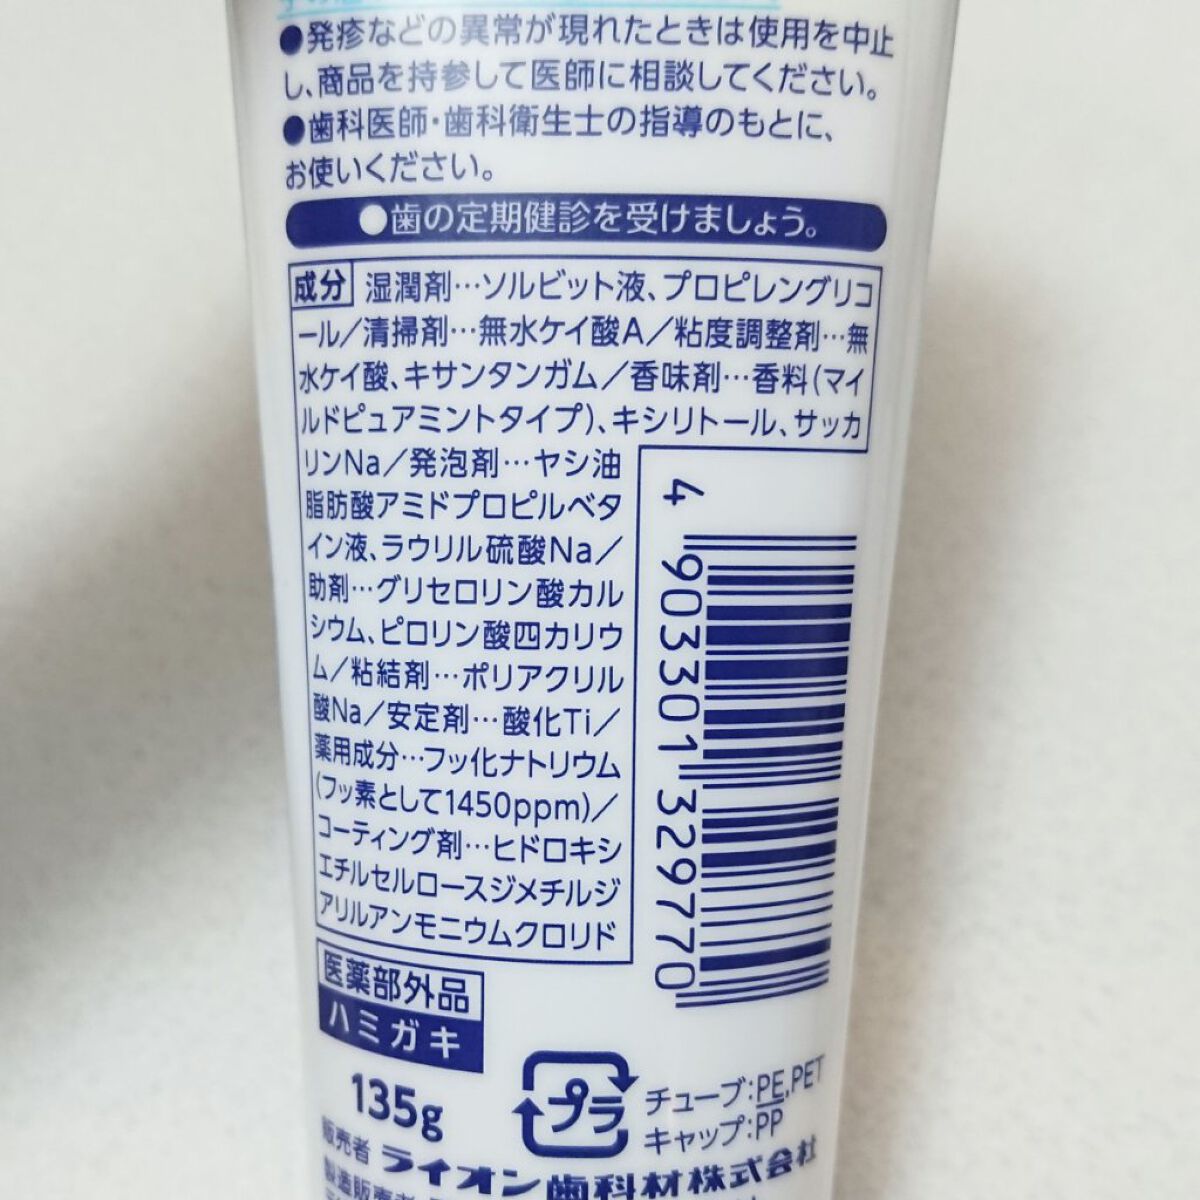 ●発疹などの異常が現れたときは使用を中止
し、商品を持参して医師に相談してください。
●歯科医師・歯科衛生士の指導のもとに、
お使いください。
●歯の定期健診を受けましょう。
成分 湿潤剤…ソルビット液、プロピレングリコ
ール/清掃剤…無水ケイ酸A/粘度調整剤…無
水ケイ酸、キサンタンガム/香味剤…香料(マイ
ルドピュアミントタイプ)、キシリトール、サッカ
リンNa/発泡剤…ヤシ油
脂肪酸アミドプロピルベタ
イン液、ラウリル硫酸Na/
助剤…グリセロリン酸カル
シウム、ピロリン酸四カリウ
ム/粘結剤…ポリアクリル
酸Na/安定剤…酸化Ti/
薬用成分…フッ化ナトリウム
(フッ素として1450ppm)/
コーティング剤…ヒドロキシ
エチルセルロースジメチルジ
アリルアンモニウムクロリド
4 903301 329770
医薬部外品
ハミガキ
135g
プラ
チューブ:PE,PET
キャップ:PP
販売者 ライオン歯科材株式会社
製造販売者